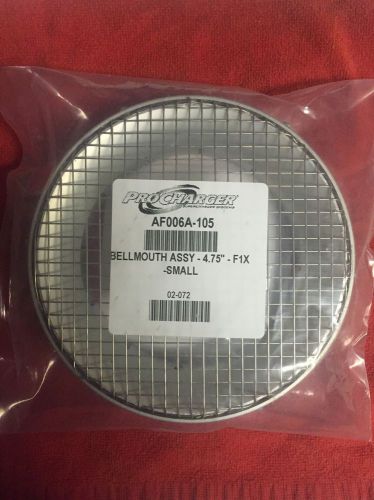 PROCHARGER
AF006A-105
BELLMOUTH ASSY - 4.75" - F1X
-SMALL
02-072